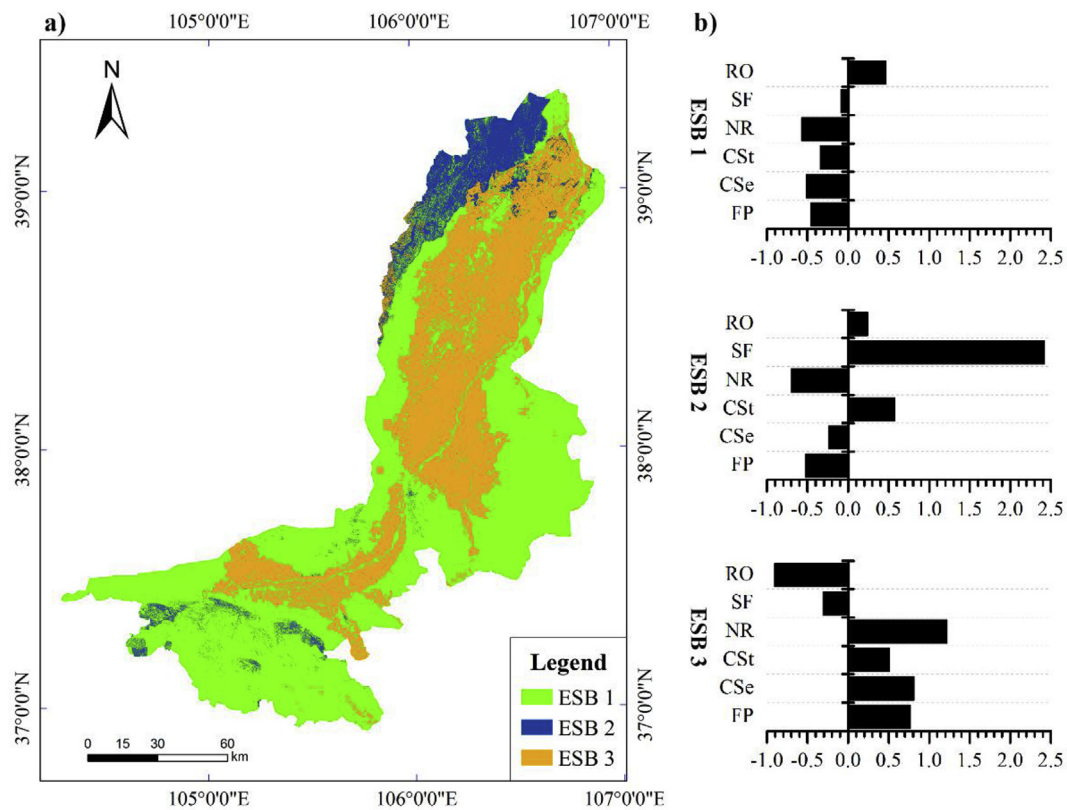 a)
105°0'0"E 106°0'0"E 107°0'0"E
N
39°0'0"N
38°0'0"N
37°0'0"N
39°0'0"N
38°0'0"N
37°0'0"N
Legend
ESB 1
ESB 2
ESB 3
0 15 30 60
km
105°0'0"E 106°0'0"E 107°0'0"E
b)
ESB 1
RO
SF
NR
CSt
CSe
FP
-1.0 -0.5 0.0 0.5 1.0 1.5 2.0 2.5
ESB 2
RO
SF
NR
CSt
CSe
FP
-1.0 -0.5 0.0 0.5 1.0 1.5 2.0 2.5
ESB 3
RO
SF
NR
CSt
CSe
FP
-1.0 -0.5 0.0 0.5 1.0 1.5 2.0 2.5